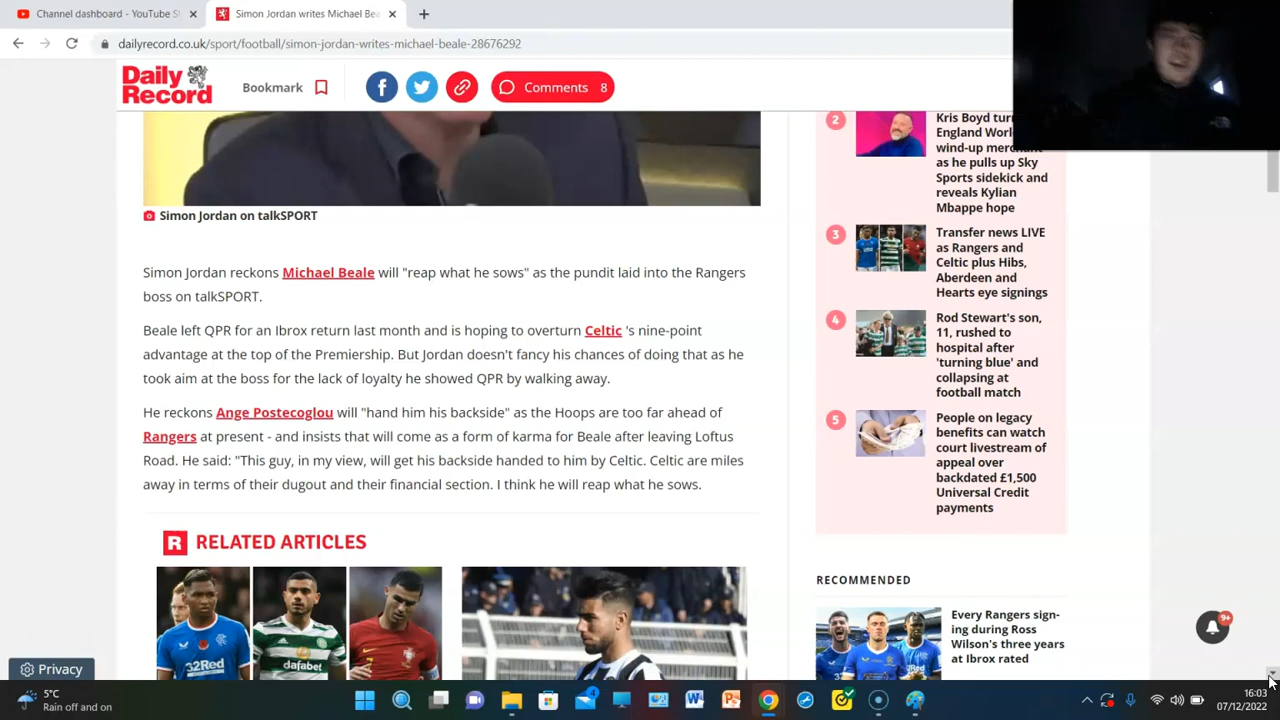 Channel dashboard - YouTube S
Simon Jordan writes Michael Bea
dailyrecord.co.uk/sport/football/simon-jordan-writes-michael-beale-28676292
Daily
Record
Bookmark
Comments 8
Simon Jordan on talkSPORT
Simon Jordan reckons Michael Beale will "reap what he sows" as the pundit laid into the Rangers
boss on talkSPORT.
Beale left QPR for an Ibrox return last month and is hoping to overturn Celtic 's nine-point
advantage at the top of the Premiership. But Jordan doesn't fancy his chances of doing that as he
took aim at the boss for the lack of loyalty he showed QPR by walking away.
He reckons Ange Postecoglou will "hand him his backside" as the Hoops are too far ahead of
Rangers at present - and insists that will come as a form of karma for Beale after leaving Loftus
Road. He said: "This guy, in my view, will get his backside handed to him by Celtic. Celtic are miles
away in terms of their dugout and their financial section. I think he will reap what he sows.
R RELATED ARTICLES
32Red
dafabet
2
Kris Boyd tur
England Worl
wind-up merchant
as he pulls up Sky
Sports sidekick and
reveals Kylian
Mbappe hope
3
Transfer news LIVE
as Rangers and
Celtic plus Hibs,
Aberdeen and
Hearts eye signings
4
Rod Stewart's son,
11, rushed to
hospital after
'turning blue' and
collapsing at
football match
5
People on legacy
benefits can watch
court livestream of
appeal over
backdated £1,500
Universal Credit
payments
RECOMMENDED
Every Rangers sign-
ing during Ross
Wilson's three years
at Ibrox rated
32Red
9+
Privacy
5°C
Rain off and on
4
16:03
07/12/2022